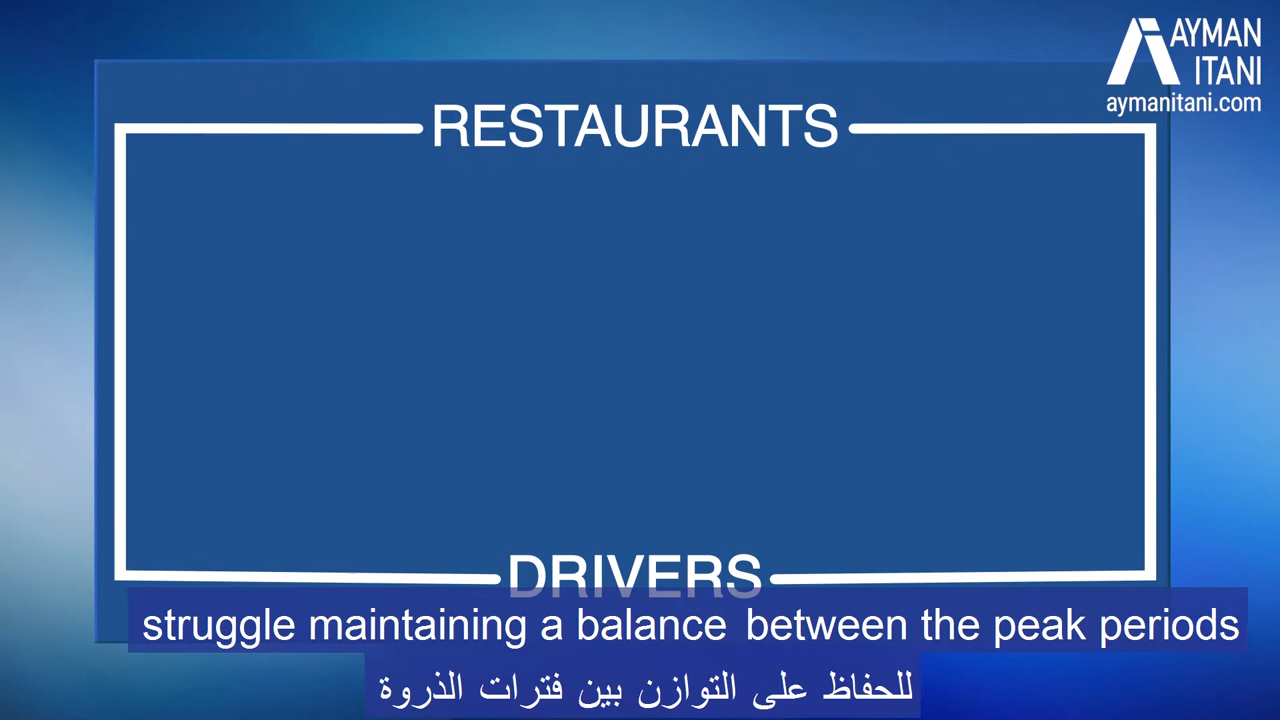 AYMAN
ITANI
aymanitani.com
RESTAURANTS
DRIVERS
struggle maintaining a balance between the peak periods
للحفاظ على التوازن بين فترات الذروة